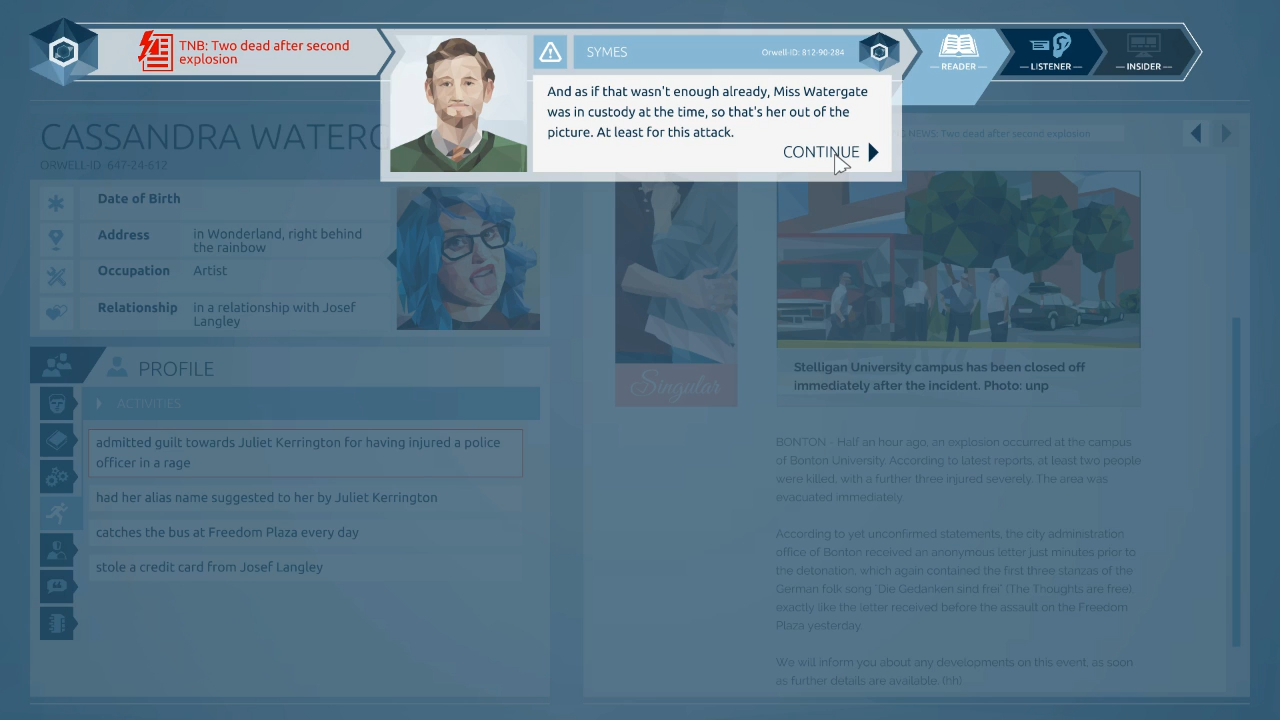 TNB: Two dead after second
explosion
SYMES
Orwell-ID: 812-90-284
And as if that wasn't enough already, Miss Watergate
was in custody at the time, so that's her out of the
picture. At least for this attack.
CONTINUE
— READER —
— LISTENER —
— INSIDER —
CASSANDRA WATERG
ORWELL-ID: 647-24-612
NEWS: Two dead after second explosion
Date of Birth
Address in Wonderland, right behind
the rainbow
Occupation Artist
Relationship in a relationship with Josef
Langley
PROFILE
ACTIVITIES
admitted guilt towards Juliet Kerrington for having injured a police
officer in a rage
had her alias name suggested to her by Juliet Kerrington
catches the bus at Freedom Plaza every day
stole a credit card from Josef Langley
Singular
Stelligan University campus has been closed off
immediately after the incident. Photo: unp
BONTON - Half an hour ago, an explosion occurred at the campus
of Bonton University. According to latest reports, at least two people
were killed, with a further three injured severely. The area was
evacuated immediately.
According to yet unconfirmed statements, the city administration
office of Bonton received an anonymous letter just minutes prior to
the detonation, which again contained the first three stanzas of the
German folk song "Die Gedanken sind frei" (The Thoughts are free)
exactly like the letter received before the assault on the Freedom
Plaza yesterday.
We will inform you about any developments on this event, as soon
as further details are available. (hh)